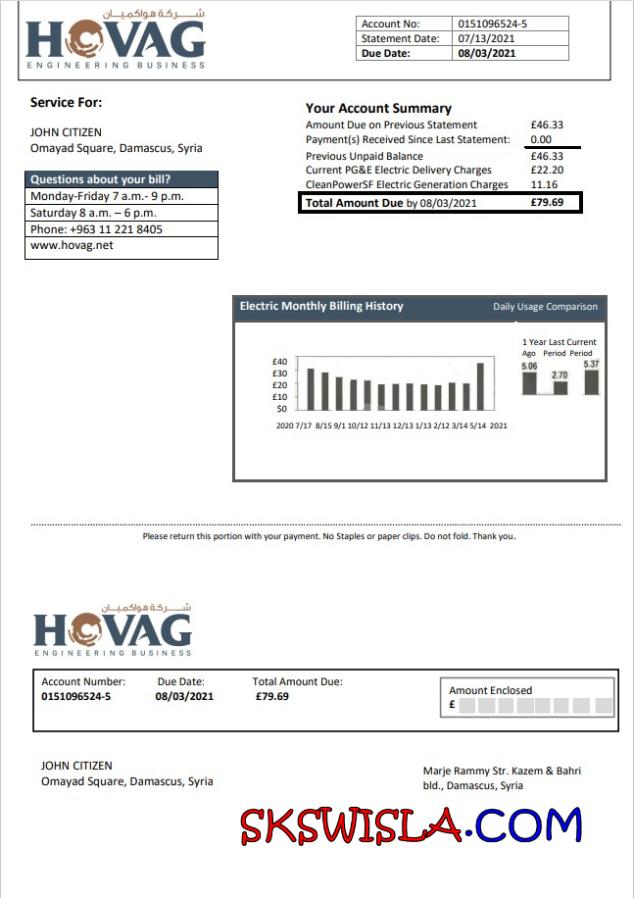 شركة هواكميان
HOVAG
ENGINEERING BUSINESS
Account No: 0151096524-5
Statement Date: 07/13/2021
Due Date: 08/03/2021
Service For:
JOHN CITIZEN
Omayad Square, Damascus, Syria
Questions about your bill?
Monday-Friday 7 a.m.- 9 p.m.
Saturday 8 a.m. – 6 p.m.
Phone: +963 11 221 8405
www.hovag.net
Your Account Summary
Amount Due on Previous Statement £46.33
Payment(s) Received Since Last Statement: 0.00
Previous Unpaid Balance £46.33
Current PG&E Electric Delivery Charges £22.20
CleanPowerSF Electric Generation Charges 11.16
Total Amount Due by 08/03/2021 £79.69
Electric Monthly Billing History Daily Usage Comparison
1 Year Last Current
Ago Period Period
5.06 2.70 5.37
£40
£30
£20
£10
$0
2020 7/17 8/15 9/1 10/12 11/13 12/13 1/13 2/12 3/14 5/14 2021
Please return this portion with your payment. No Staples or paper clips. Do not fold. Thank you.
شركة هواكميان
HOVAG
ENGINEERING BUSINESS
Account Number: Due Date: Total Amount Due:
0151096524-5 08/03/2021 £79.69
Amount Enclosed
£
JOHN CITIZEN
Omayad Square, Damascus, Syria
Marje Rammy Str. Kazem & Bahri
bld., Damascus, Syria
SKSWISLA.COM